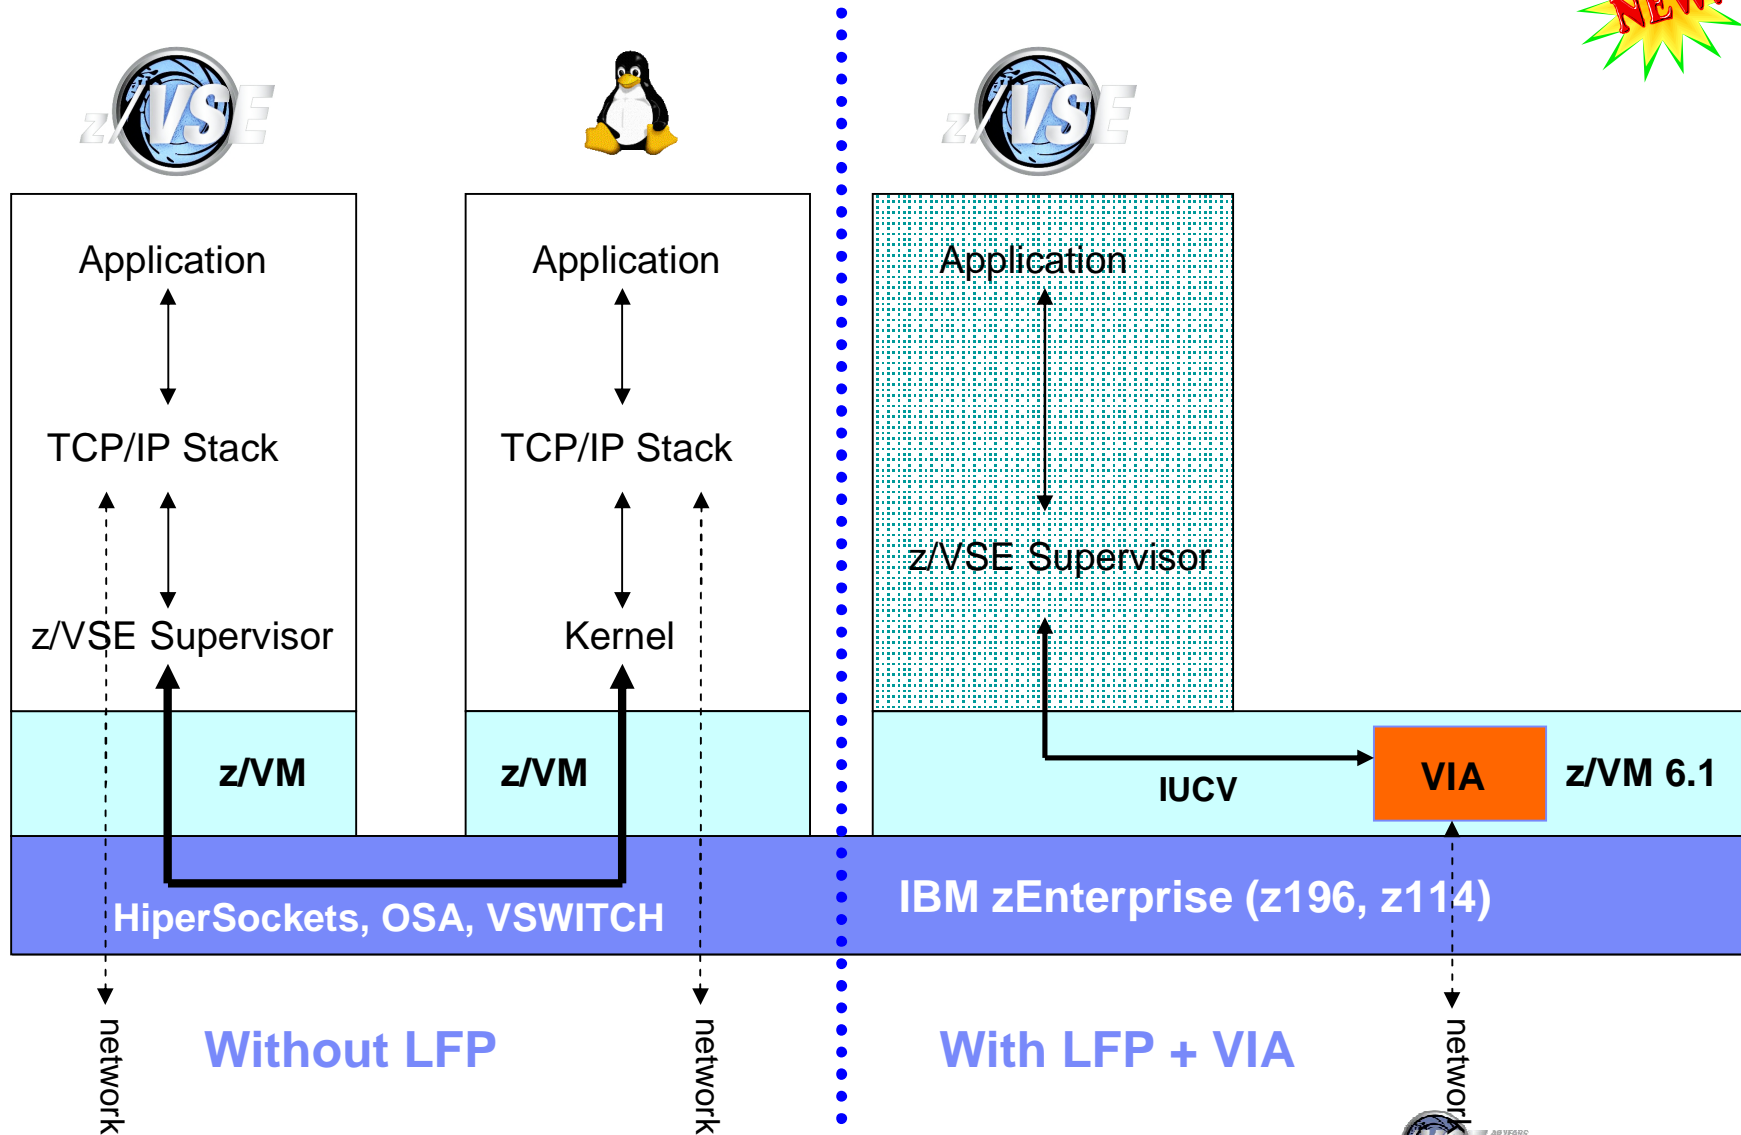 NEW!
z/VSE
z/VSE
Application
Application
Application
TCP/IP Stack
TCP/IP Stack
z/VSE Supervisor
z/VSE Supervisor
Kernel
z/VM
z/VM
IUCV
VIA
z/VM 6.1
HiperSockets, OSA, VSWITCH
IBM zEnterprise (z196, z114)
network
Without LFP
network
With LFP + VIA
network